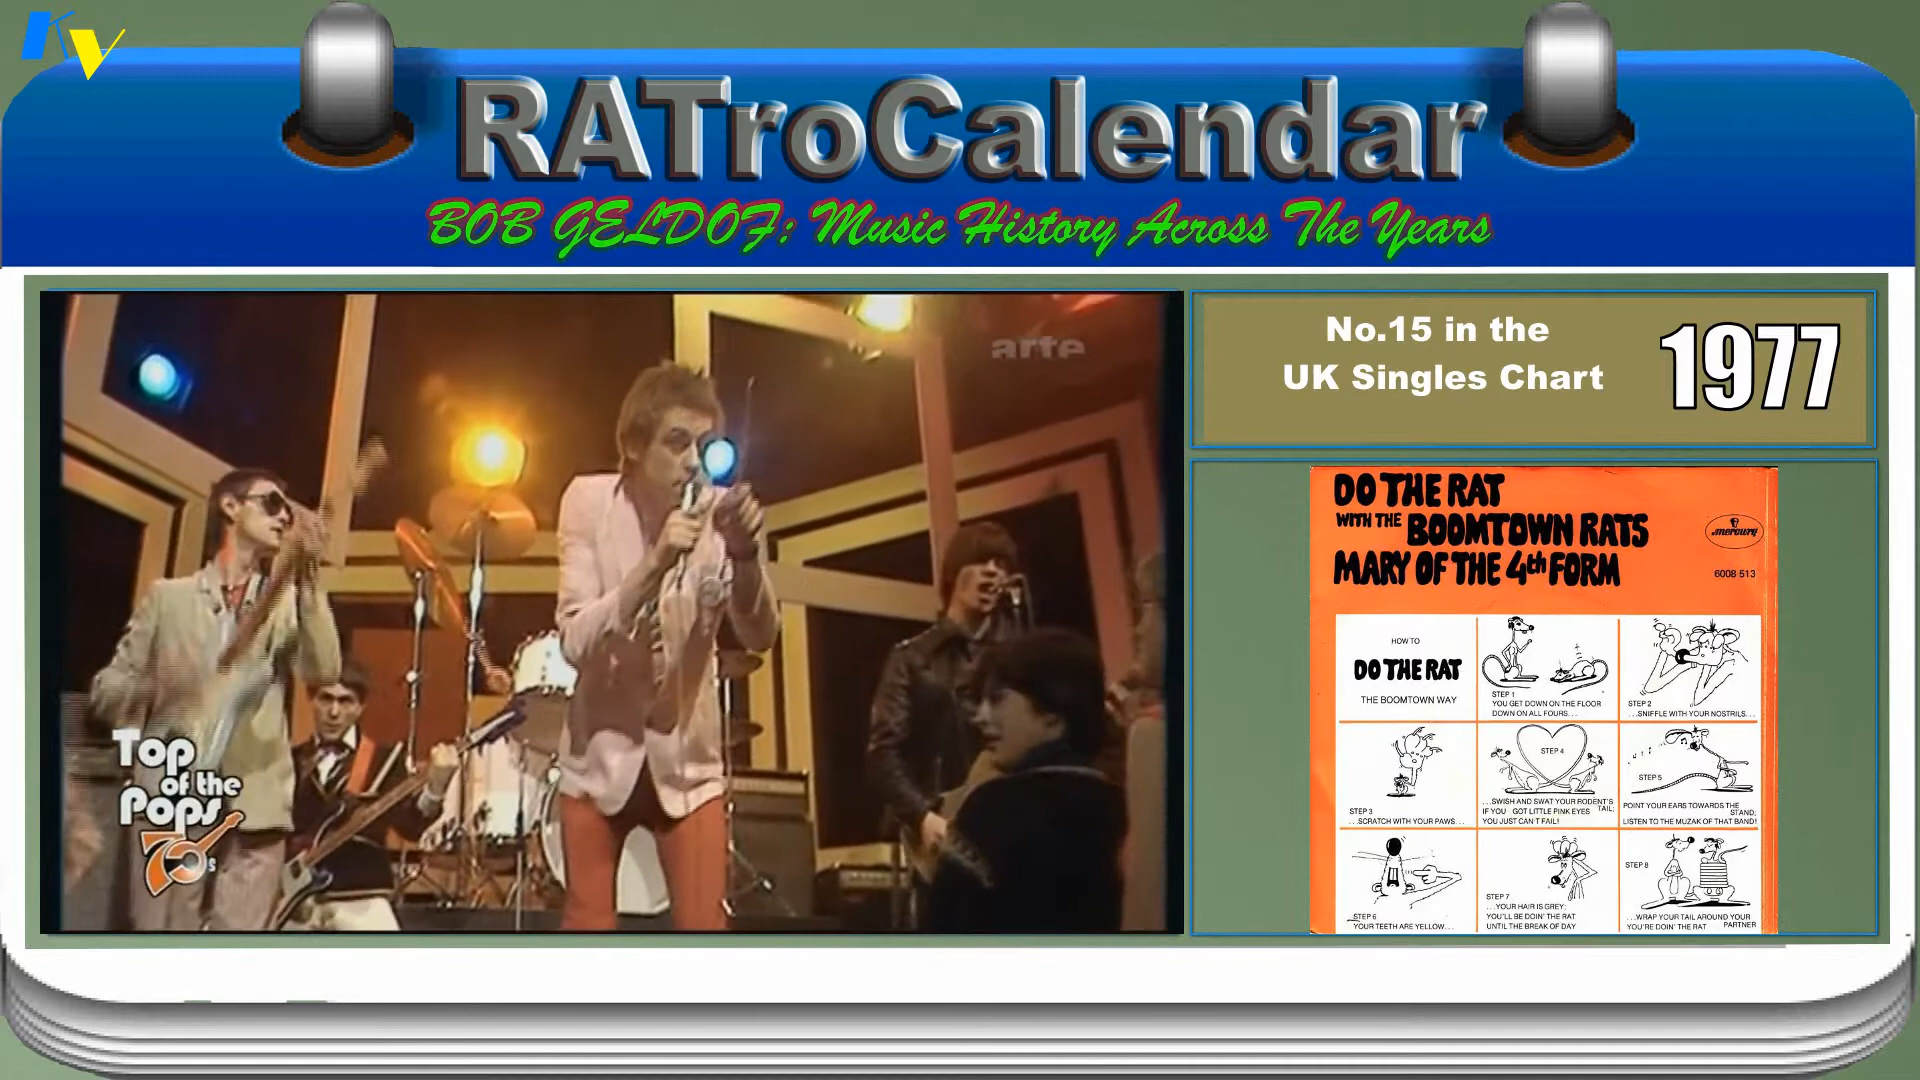 KV
RATroCalendar
BOB GELDOF: Music History Across The Years
arte
Top
of the
Pops
70s
No.15 in the
UK Singles Chart
1977
DO THE RAT
WITH THE BOOMTOWN RATS
MARY OF THE 4th FORM
mercury
6008 513
HOW TO
DO THE RAT
THE BOOMTOWN WAY
STEP 1
YOU GET DOWN ON THE FLOOR
DOWN ON ALL FOURS...
STEP 2
...SNIFFLE WITH YOUR NOSTRILS...
STEP 3
...SCRATCH WITH YOUR PAWS...
STEP 4
...SWISH AND SWAT YOUR RODENT'S
TAIL;
IF YOU GOT LITTLE PINK EYES
YOU JUST CAN'T FAIL!
STEP 5
POINT YOUR EARS TOWARDS THE
STAND;
LISTEN TO THE MUZAK OF THAT BAND!
STEP 6
YOUR TEETH ARE YELLOW...
STEP 7
...YOUR HAIR IS GREY;
YOU'LL BE DOIN' THE RAT
UNTIL THE BREAK OF DAY
STEP 8
...WRAP YOUR TAIL AROUND YOUR
PARTNER
YOU'RE DOIN' THE RAT